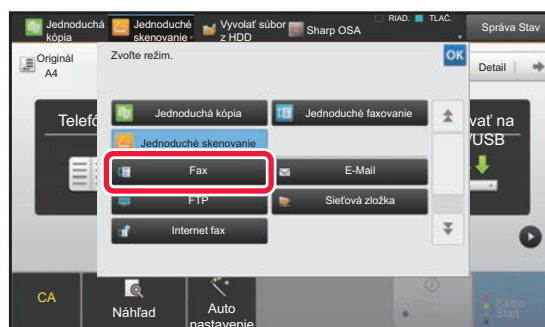 Jednoduchá
kópia
Jednoduché
skenovanie
Vyvolať súbor
z HDD
Sharp OSA
RIAD.
TLAČ.
Správa Stav
Originál
A4
Zvoľte režim.
OK
Detail
Telefó
vať na
USB
Jednoduchá kópia
Jednoduché faxovanie
Jednoduché skenovanie
Fax
E-Mail
FTP
Sieťová zložka
Internet fax
CA
Náhľad
Auto
nastavenie
Farba
Štart